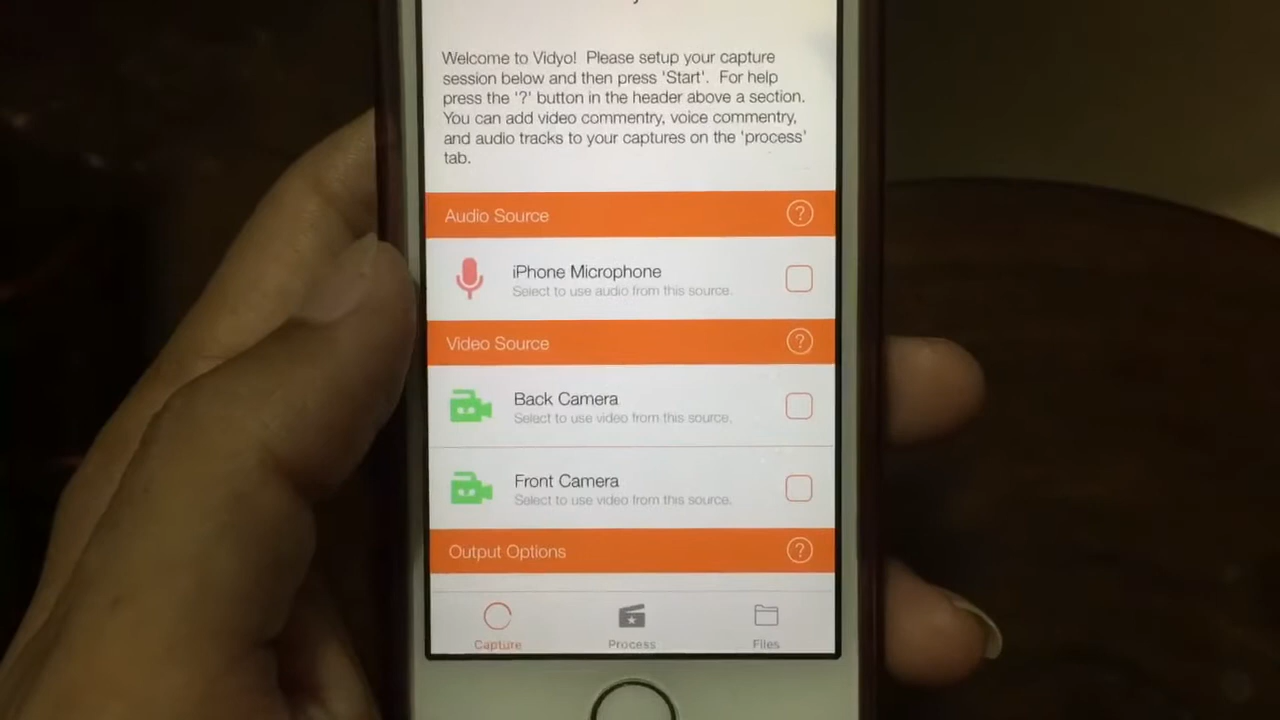 Welcome to Vidyo! Please setup your capture
session below and then press 'Start'. For help
press the '?' button in the header above a section.
You can add video commentry, voice commentry,
and audio tracks to your captures on the 'process'
tab.
Audio Source ?
iPhone Microphone
Select to use audio from this source.
Video Source ?
Back Camera
Select to use video from this source.
Front Camera
Select to use video from this source.
Output Options ?
Capture Process Files